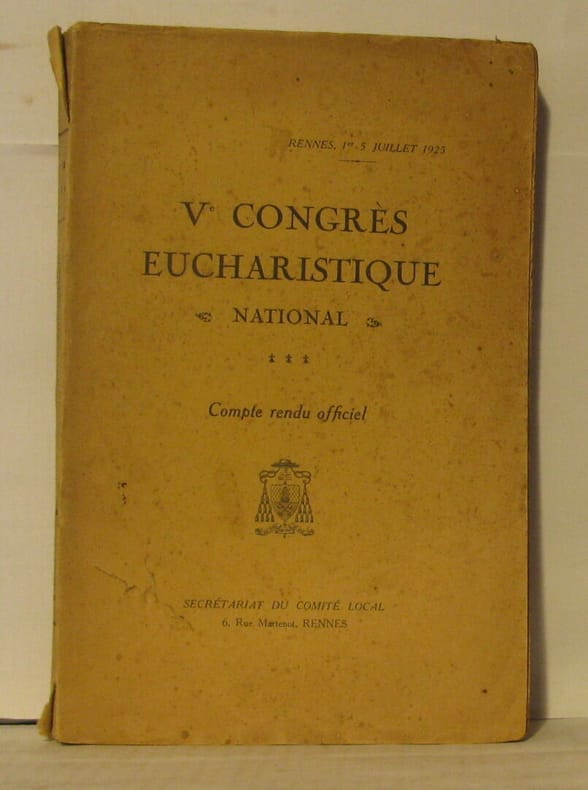 RENNES, 1er-5 JUILLET 1925
Ve CONGRÈS
EUCHARISTIQUE
NATIONAL
Compte rendu officiel
SECRÉTARIAT DU COMITÉ LOCAL
6, Rue Martenot, RENNES